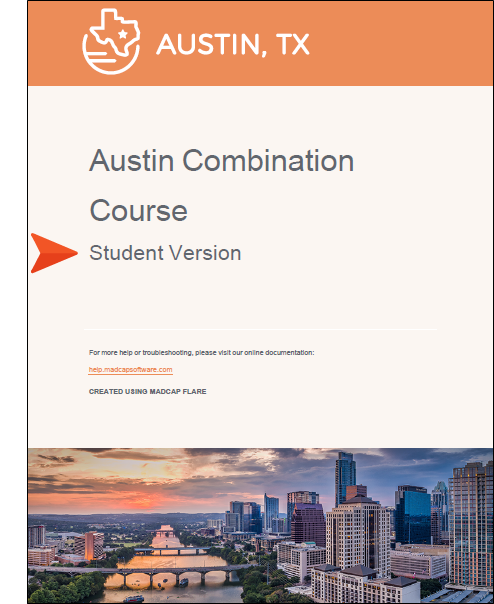 AUSTIN, TX
Austin Combination
Course
Student Version
For more help or troubleshooting, please visit our online documentation:
help.madcapsoftware.com
CREATED USING MADCAP FLARE